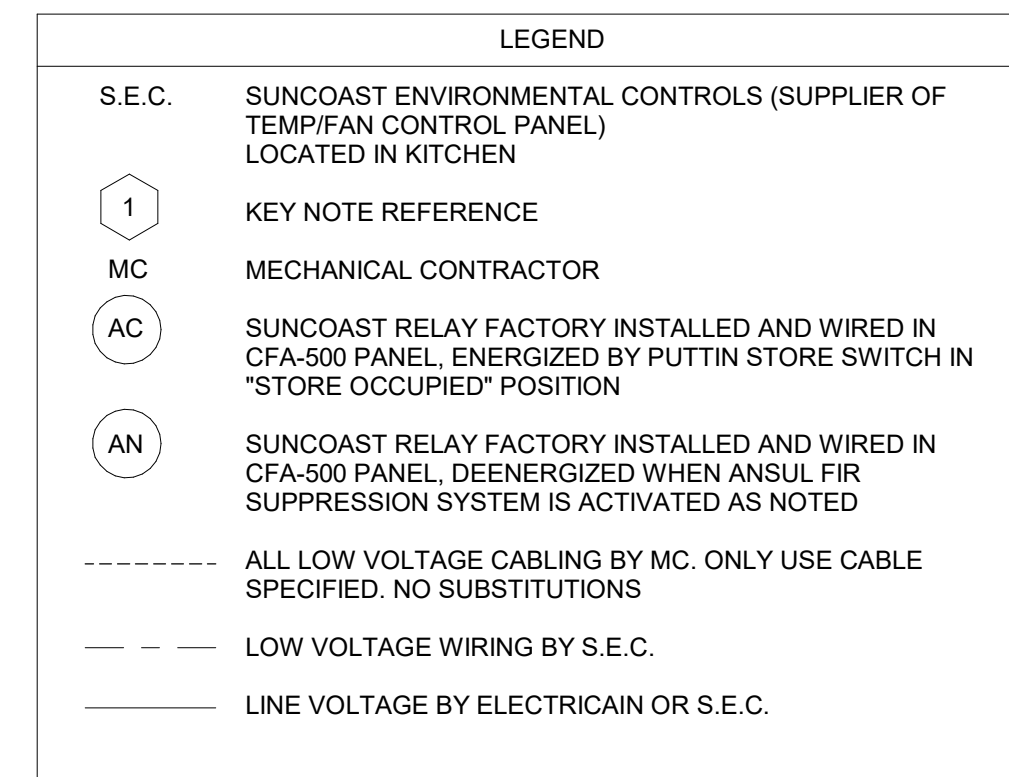 LEGEND
S.E.C. SUNCOAST ENVIRONMENTAL CONTROLS (SUPPLIER OF
TEMP/FAN CONTROL PANEL)
LOCATED IN KITCHEN
1 KEY NOTE REFERENCE
MC MECHANICAL CONTRACTOR
AC SUNCOAST RELAY FACTORY INSTALLED AND WIRED IN
CFA-500 PANEL, ENERGIZED BY PUTTIN STORE SWITCH IN
"STORE OCCUPIED" POSITION
AN SUNCOAST RELAY FACTORY INSTALLED AND WIRED IN
CFA-500 PANEL, DEENERGIZED WHEN ANSUL FIR
SUPPRESSION SYSTEM IS ACTIVATED AS NOTED
ALL LOW VOLTAGE CABLING BY MC. ONLY USE CABLE
SPECIFIED. NO SUBSTITUTIONS
LOW VOLTAGE WIRING BY S.E.C.
LINE VOLTAGE BY ELECTRICAIN OR S.E.C.